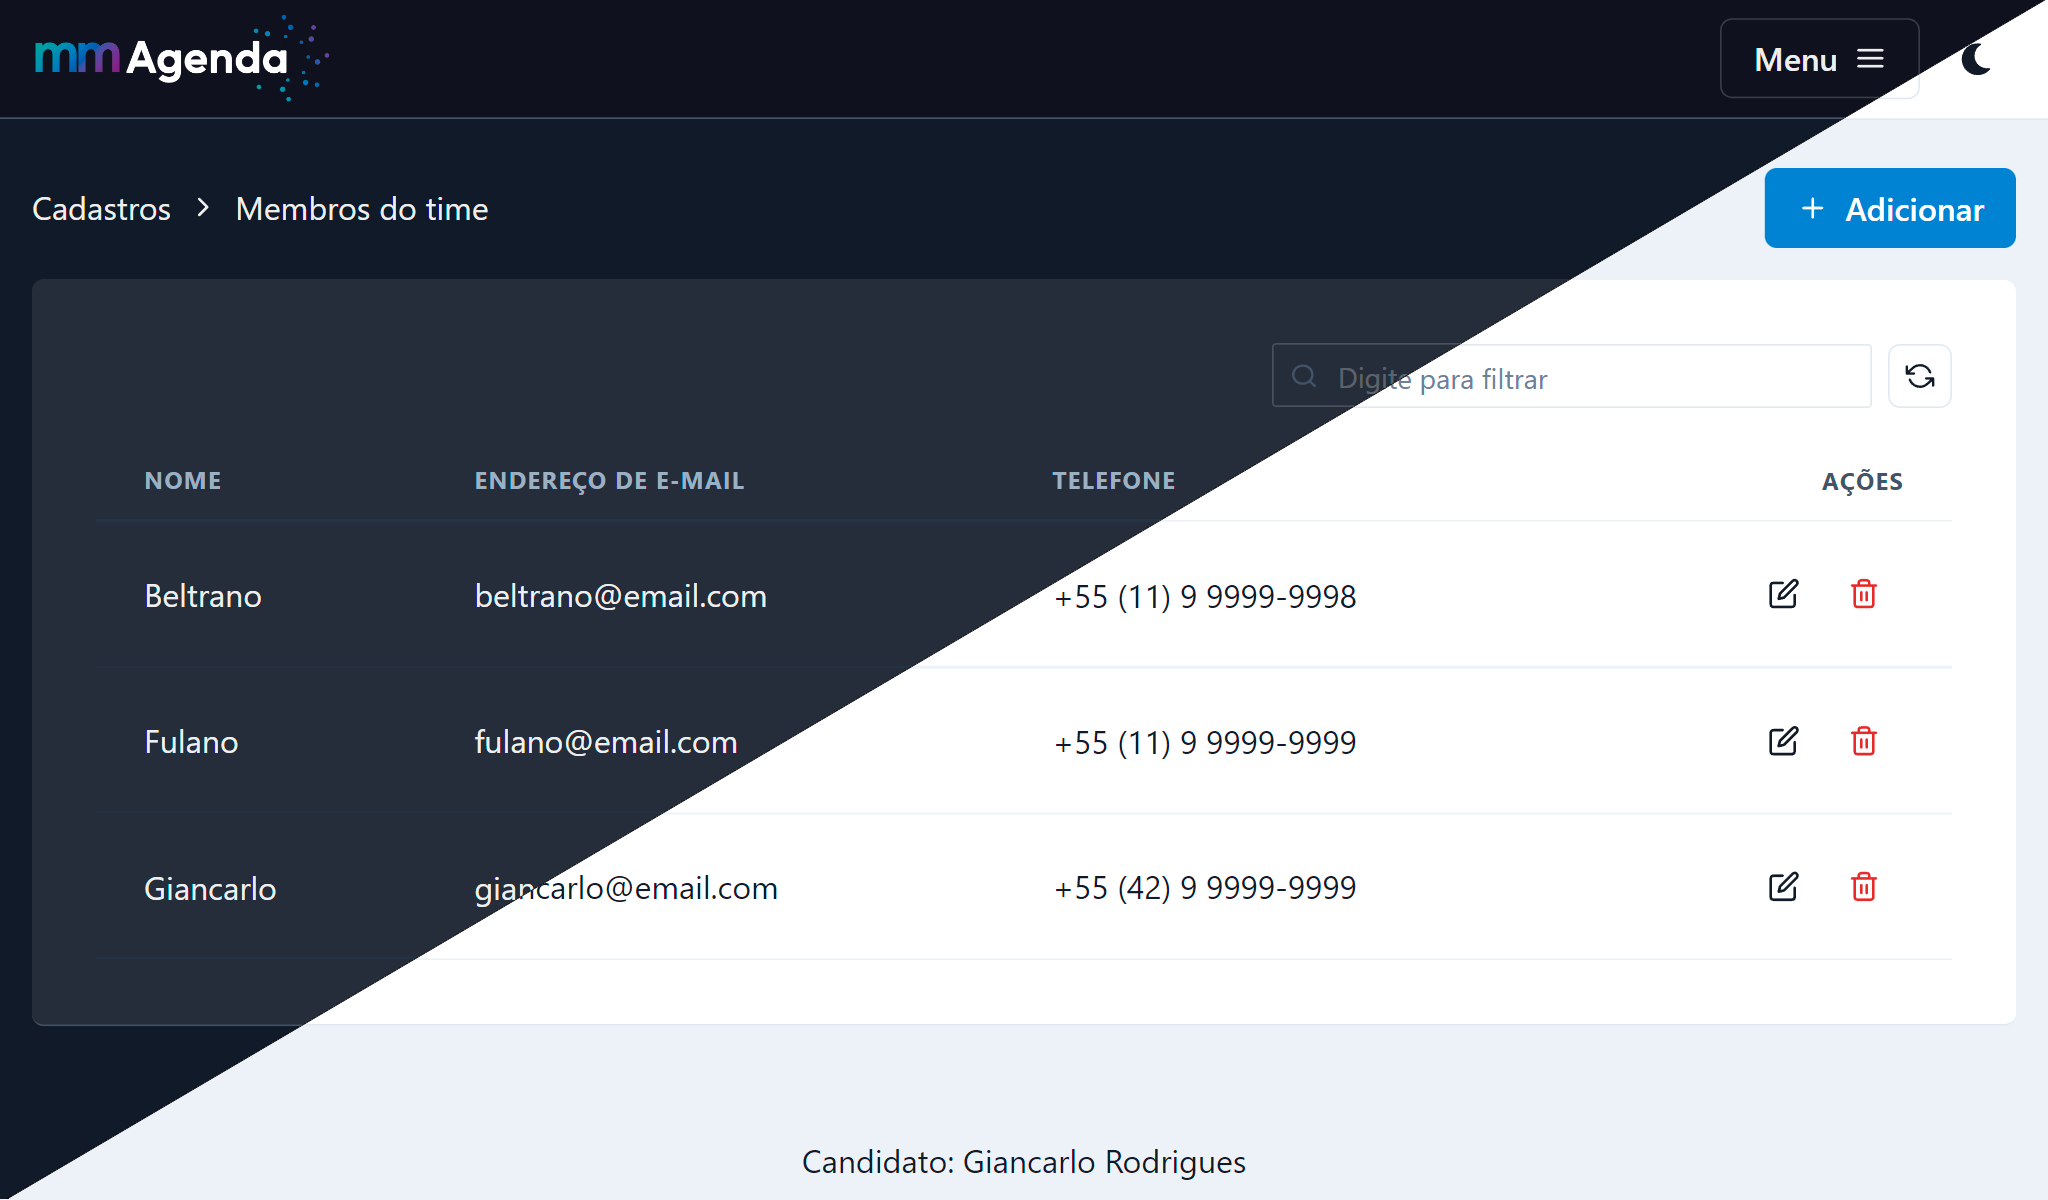 mm Agenda
Menu
Cadastros > Membros do time
+ Adicionar
Digite para filtrar
NOME ENDEREÇO DE E-MAIL TELEFONE AÇÕES
Beltrano beltrano@email.com +55 (11) 9 9999-9998
Fulano fulano@email.com +55 (11) 9 9999-9999
Giancarlo giancarlo@email.com +55 (42) 9 9999-9999
Candidato: Giancarlo Rodrigues